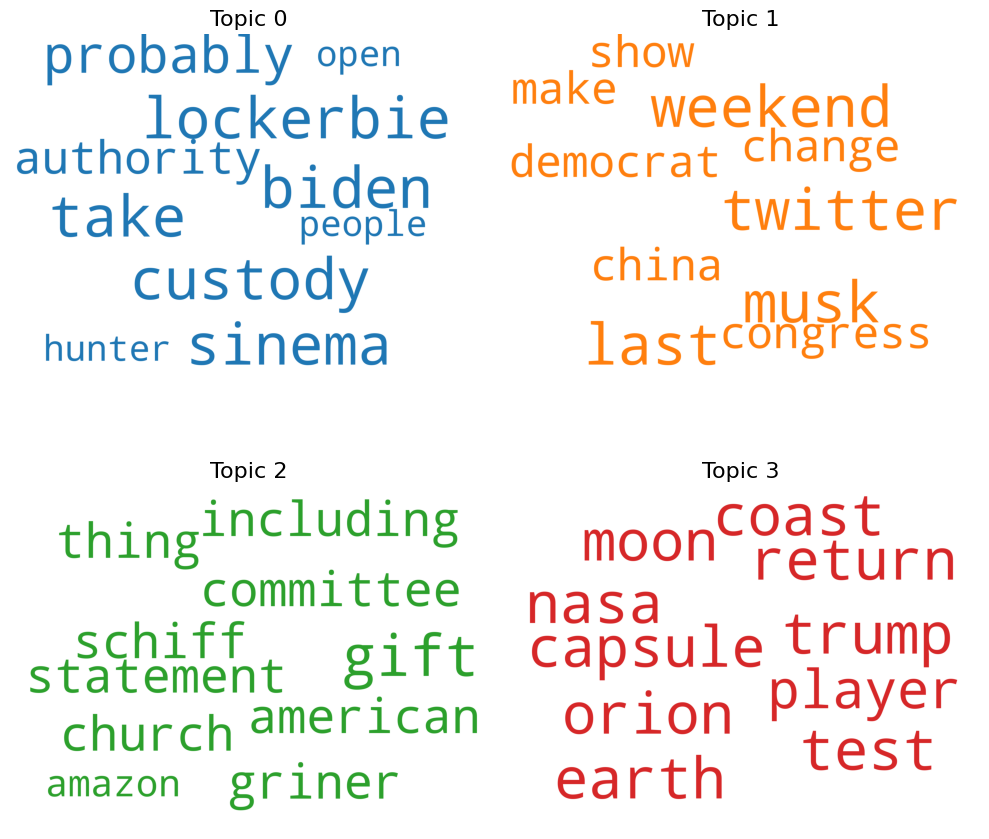 Topic 0
probably
open
lockerbie
authority
biden
take
people
custody
hunter
sinema
Topic 1
show
make
weekend
democrat
change
twitter
china
musk
last
congress
Topic 2
thing
including
committee
schiff
statement
gift
church
american
amazon
griner
Topic 3
moon
coast
return
nasa
capsule
trump
player
orion
test
earth